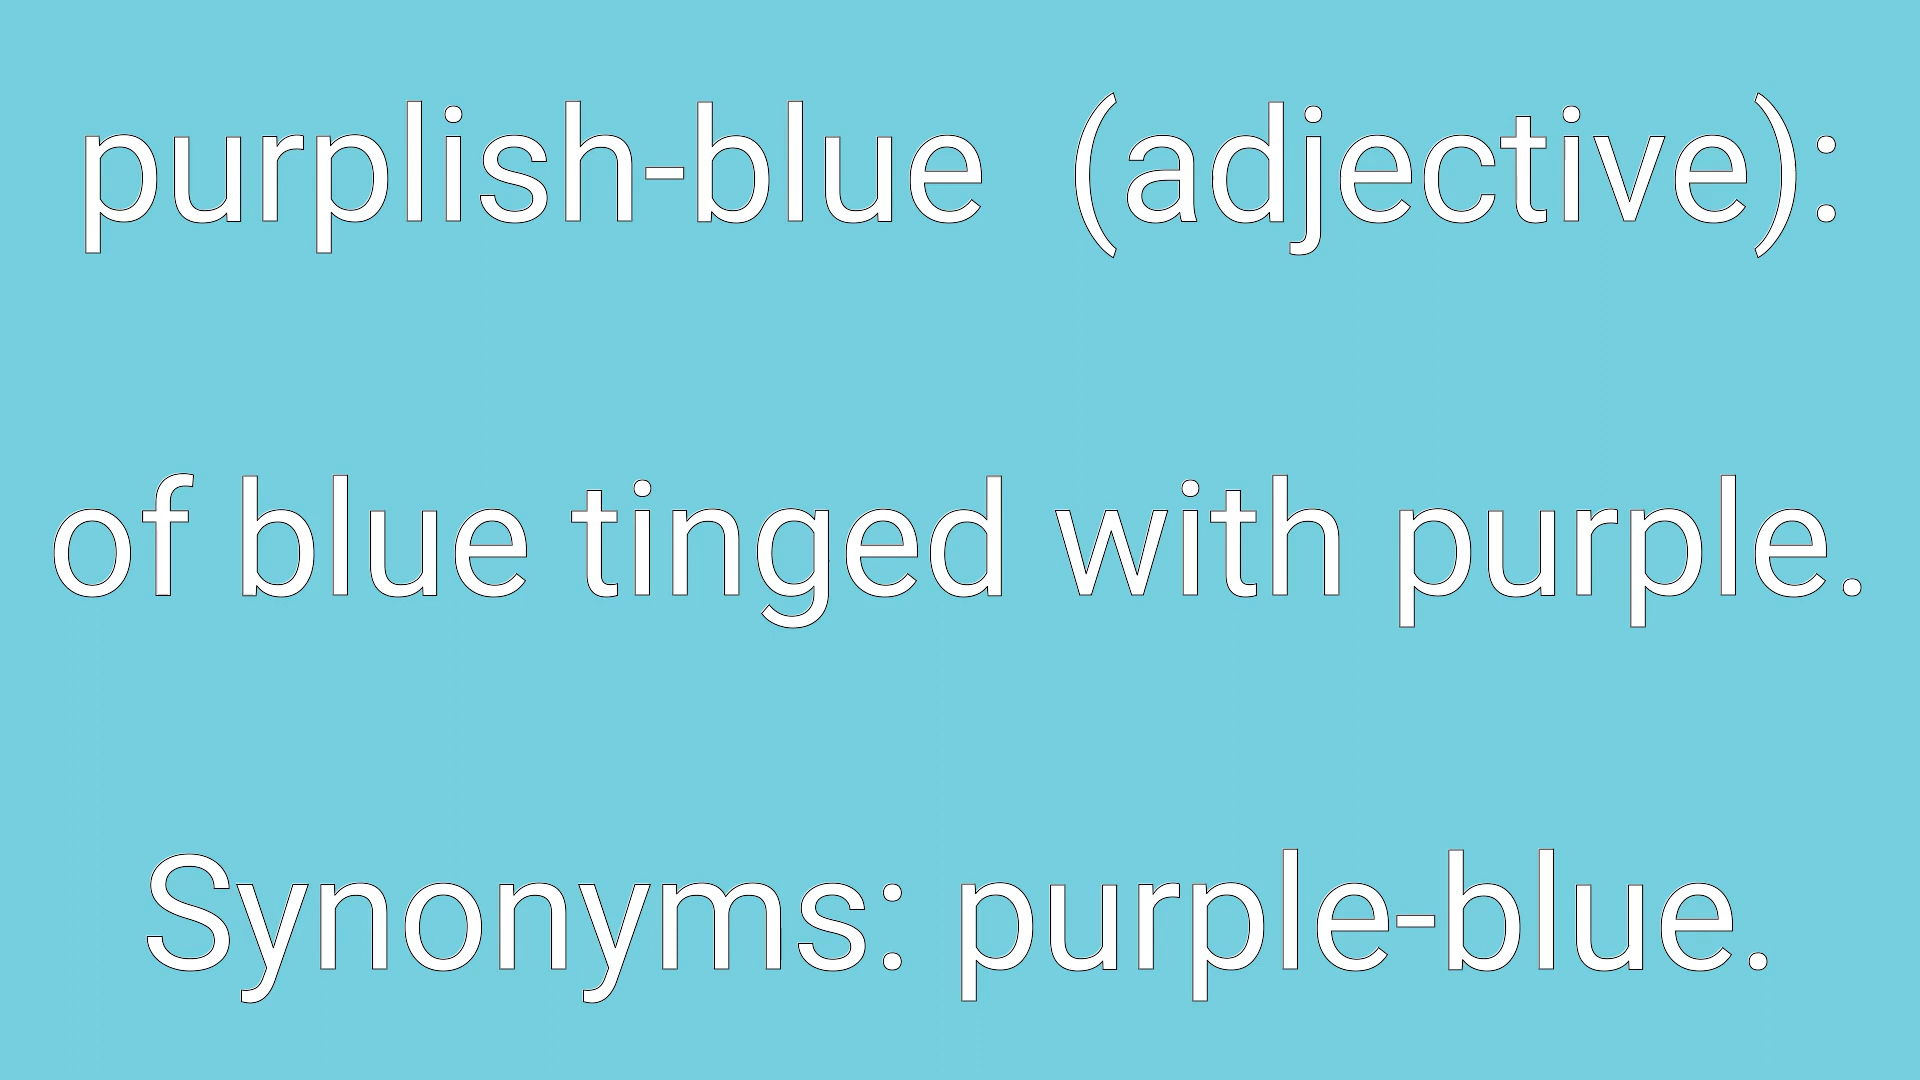 purplish-blue (adjective):
of blue tinged with purple.
Synonyms: purple-blue.